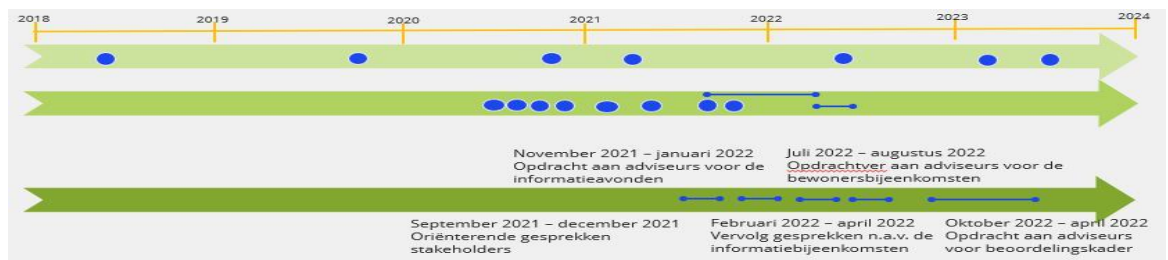 2018 2019 2020 2021 2022 2023 2024
November 2021 – januari 2022
Opdracht aan adviseurs voor de
informatieavonden
Juli 2022 – augustus 2022
Opdrachtver aan adviseurs voor de
bewonersbijeenkomsten
September 2021 – december 2021
Oriënterende gesprekken
stakeholders
Februari 2022 – april 2022
Vervolg gesprekken n.a.v. de
informatiebijeenkomsten
Oktober 2022 – april 2022
Opdracht aan adviseurs
voor beoordelingskader